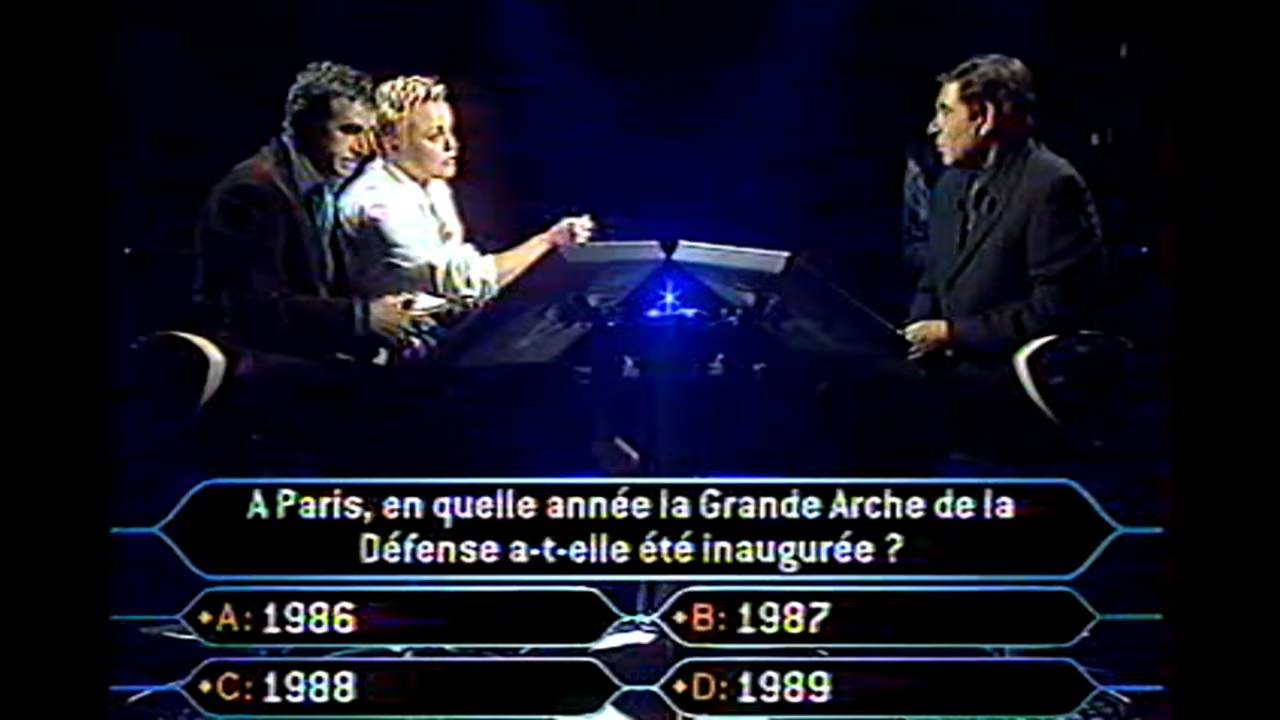 A Paris, en quelle année la Grande Arche de la
Défense a-t-elle été inaugurée ?
A: 1986
B: 1987
C: 1988
D: 1989